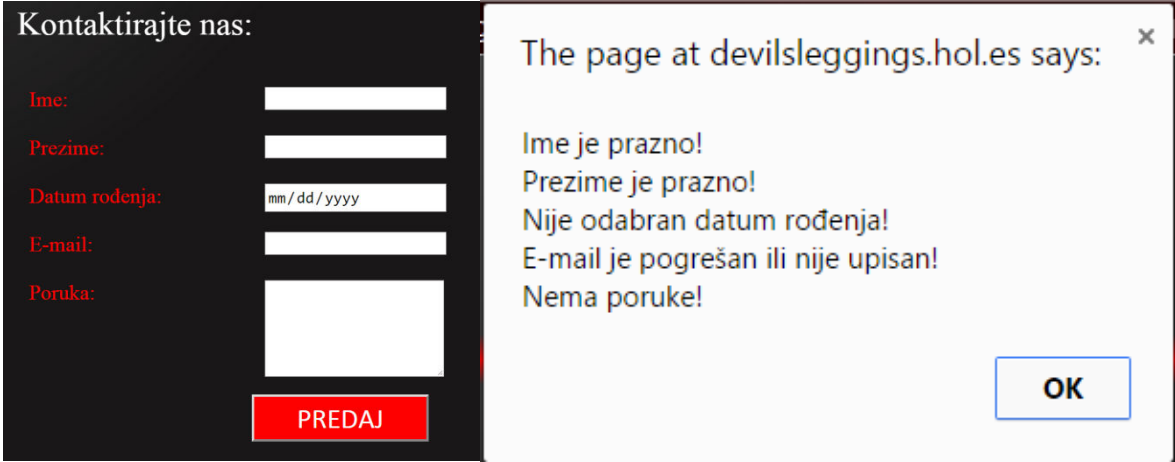 Kontaktirajte nas:
Ime:
Prezime:
Datum rođenja:
mm/dd/yyyy
E-mail:
Poruka:
PREDAJ
The page at devilsleggings.hol.es says:
×
Ime je prazno!
Prezime je prazno!
Nije odabran datum rođenja!
E-mail je pogrešan ili nije upisan!
Nema poruke!
OK